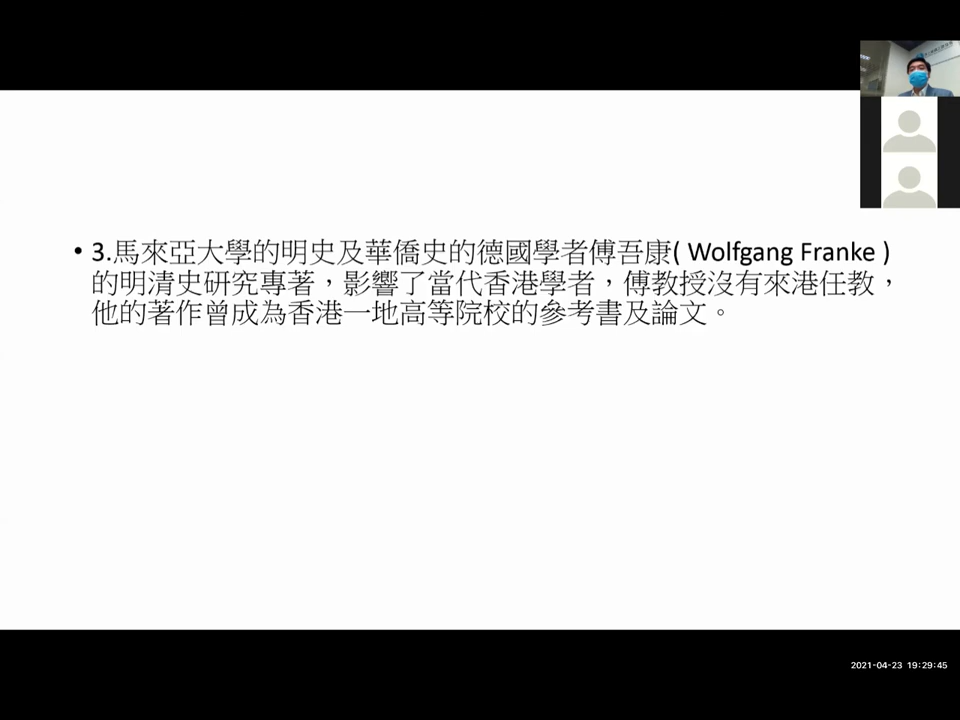 • 3.馬來亞大學的明史及華僑史的德國學者傅吾康( Wolfgang Franke )
的明清史研究專著，影響了當代香港學者，傅教授沒有來港任教，
他的著作曾成為香港一地高等院校的參考書及論文。
2021-04-23 19:29:45